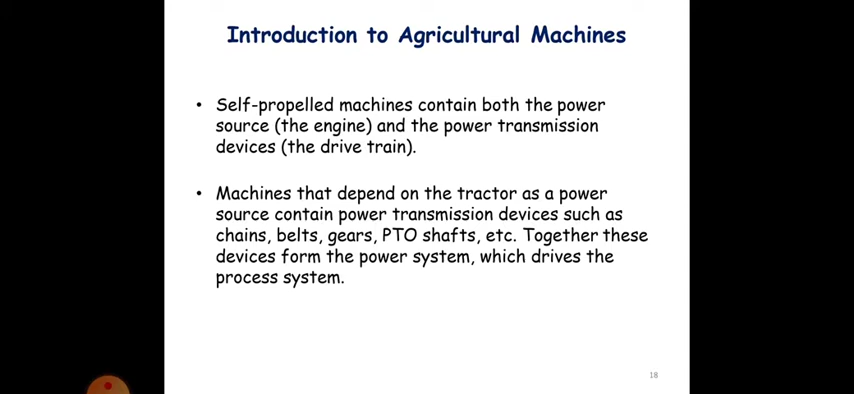 Introduction to Agricultural Machines
• Self-propelled machines contain both the power
source (the engine) and the power transmission
devices (the drive train).
• Machines that depend on the tractor as a power
source contain power transmission devices such as
chains, belts, gears, PTO shafts, etc. Together these
devices form the power system, which drives the
process system.
18